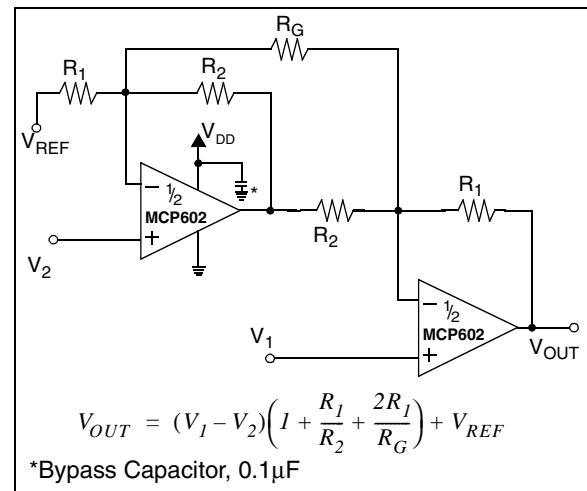 R_G
R_1
R_2
V_REF
V_DD
*
−
1/2
MCP602
+
V_2
R_2
R_1
−
1/2
MCP602
+
V_1
V_OUT
V_OUT = (V_1 – V_2)(1 + R_1/R_2 + 2R_1/R_G) + V_REF
*Bypass Capacitor, 0.1µF